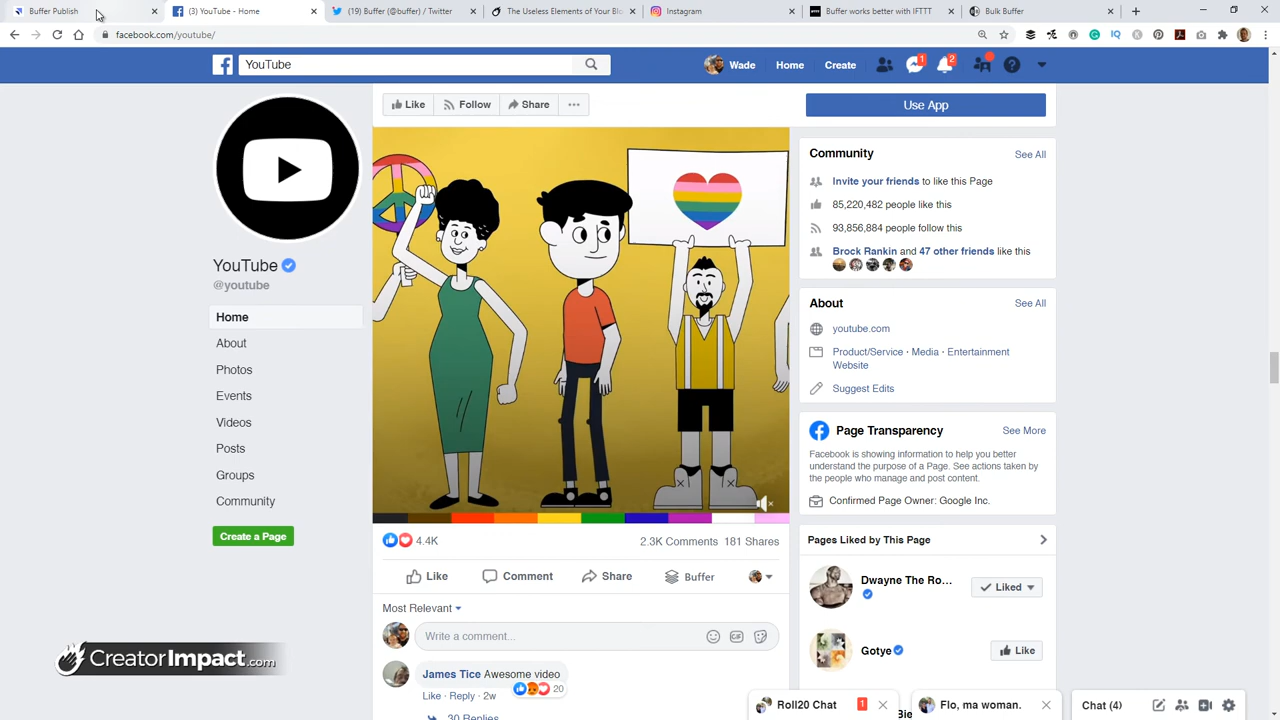 Buffer Publish
(3) YouTube - Home
(19) Buffer (@buffer) / Twitter
The Useless Elements of Your Blo
Instagram
Buffer works better with IFTTT
Bulk Buffer
facebook.com/youtube/
YouTube
Wade
Home
Create
1
2
Like
Follow
Share
Use App
YouTube
@youtube
Home
About
Photos
Events
Videos
Posts
Groups
Community
Create a Page
4.4K
2.3K Comments 181 Shares
Like
Comment
Share
Buffer
Most Relevant
Write a comment...
GIF
James Tice Awesome video
20
Like · Reply · 2w
30 Replies
Community
See All
Invite your friends to like this Page
85,220,482 people like this
93,856,884 people follow this
Brock Rankin and 47 other friends like this
About
See All
youtube.com
Product/Service · Media · Entertainment
Website
Suggest Edits
Page Transparency
See More
Facebook is showing information to help you better
understand the purpose of a Page. See actions taken by
the people who manage and post content.
Confirmed Page Owner: Google Inc.
Pages Liked by This Page
Dwayne The Ro...
Liked
Gotye
Like
Roll20 Chat
1
Flo, ma woman.
Chat (4)
CreatorImpact.com